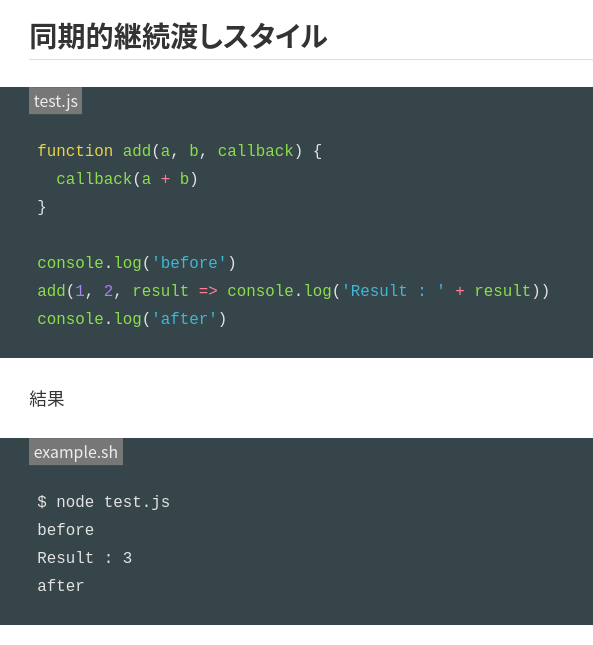 同期的継続渡しスタイル
test.js
function add(a, b, callback) {
  callback(a + b)
}
console.log('before')
add(1, 2, result => console.log('Result : ' + result))
console.log('after')
結果
example.sh
$ node test.js
before
Result : 3
after